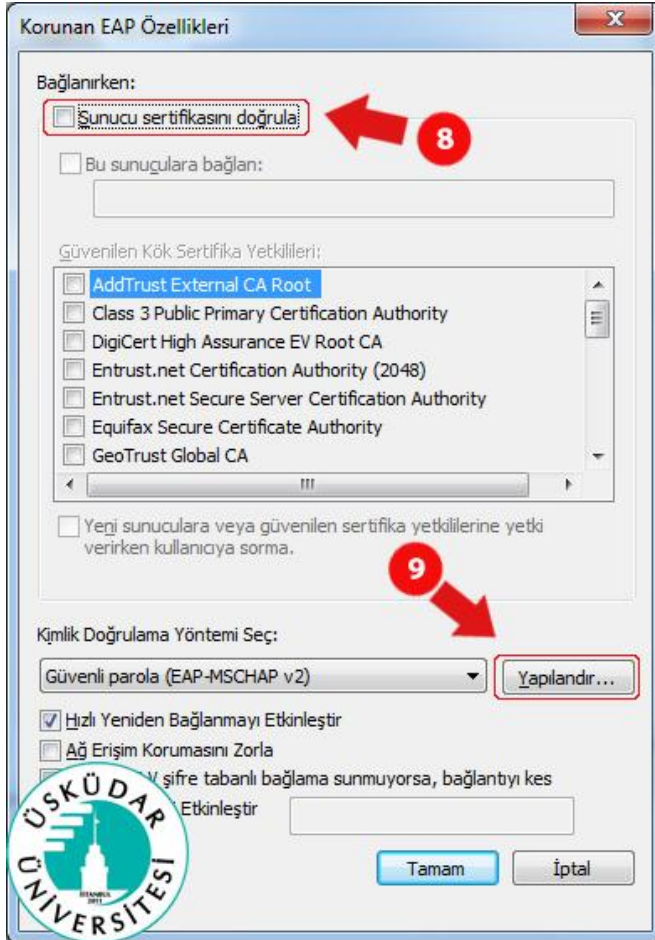 Korunan EAP Özellikleri
Bağlanırken:
Sunucu sertifikasını doğrula
8
Bu sunuculara bağlan:
Güvenilen Kök Sertifika Yetkilileri:
AddTrust External CA Root
Class 3 Public Primary Certification Authority
DigiCert High Assurance EV Root CA
Entrust.net Certification Authority (2048)
Entrust.net Secure Server Certification Authority
Equifax Secure Certificate Authority
GeoTrust Global CA
Yeni sunuculara veya güvenilen sertifika yetkililerine yetki
verirken kullanıcıya sorma.
9
Kimlik Doğrulama Yöntemi Seç:
Güvenli parola (EAP-MSCHAP v2)
Yapılandır...
Hızlı Yeniden Bağlanmayı Etkinleştir
Ağ Erişim Korumasını Zorla
şifre tabanlı bağlama sunmuyorsa, bağlantıyı kes
Etkinleştir
ÜSKÜDAR
ÜNİVERSİTESİ
İSTANBUL
2011
Tamam
İptal